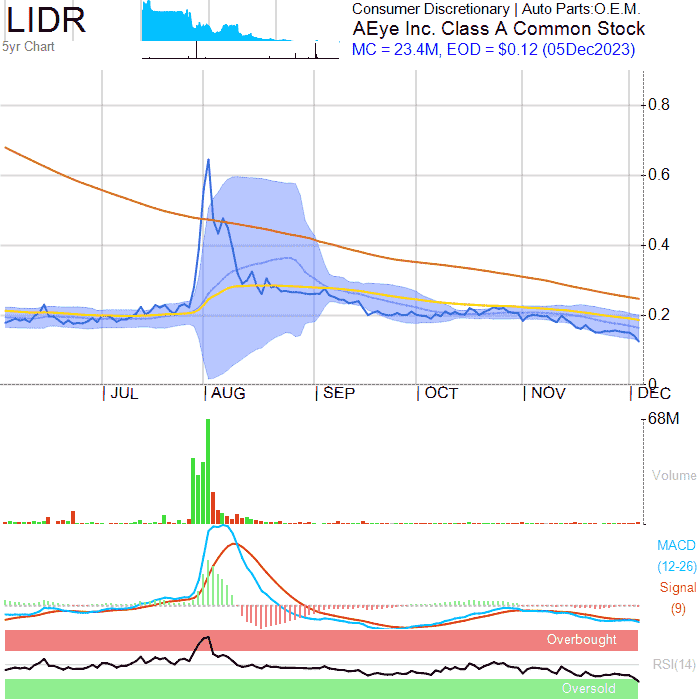 LIDR
5yr Chart
Consumer Discretionary | Auto Parts:O.E.M.
AEye Inc. Class A Common Stock
MC = 23.4M, EOD = $0.12 (05Dec2023)
0.8
0.6
0.4
0.2
0
JUL
AUG
SEP
OCT
NOV
DEC
68M
Volume
MACD
(12-26)
Signal
(9)
Overbought
RSI(14)
Oversold